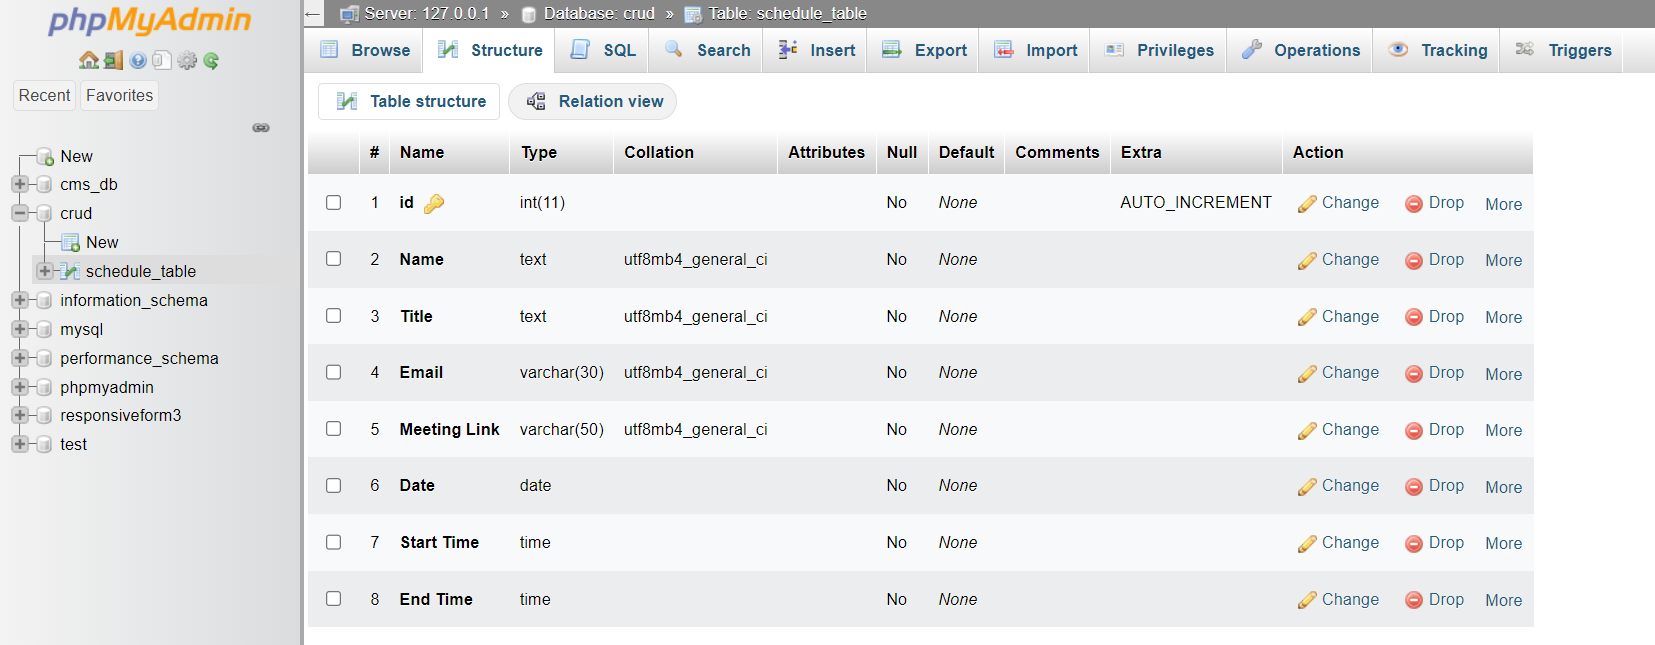 phpMyAdmin
Recent Favorites
New
cms_db
crud
New
schedule_table
information_schema
mysql
performance_schema
phpmyadmin
responsiveform3
test
← Server: 127.0.0.1 » Database: crud » Table: schedule_table
Browse Structure SQL Search Insert Export Import Privileges Operations Tracking Triggers
Table structure Relation view
# Name Type Collation Attributes Null Default Comments Extra Action
1 id int(11) No None AUTO_INCREMENT Change Drop More
2 Name text utf8mb4_general_ci No None Change Drop More
3 Title text utf8mb4_general_ci No None Change Drop More
4 Email varchar(30) utf8mb4_general_ci No None Change Drop More
5 Meeting Link varchar(50) utf8mb4_general_ci No None Change Drop More
6 Date date No None Change Drop More
7 Start Time time No None Change Drop More
8 End Time time No None Change Drop More